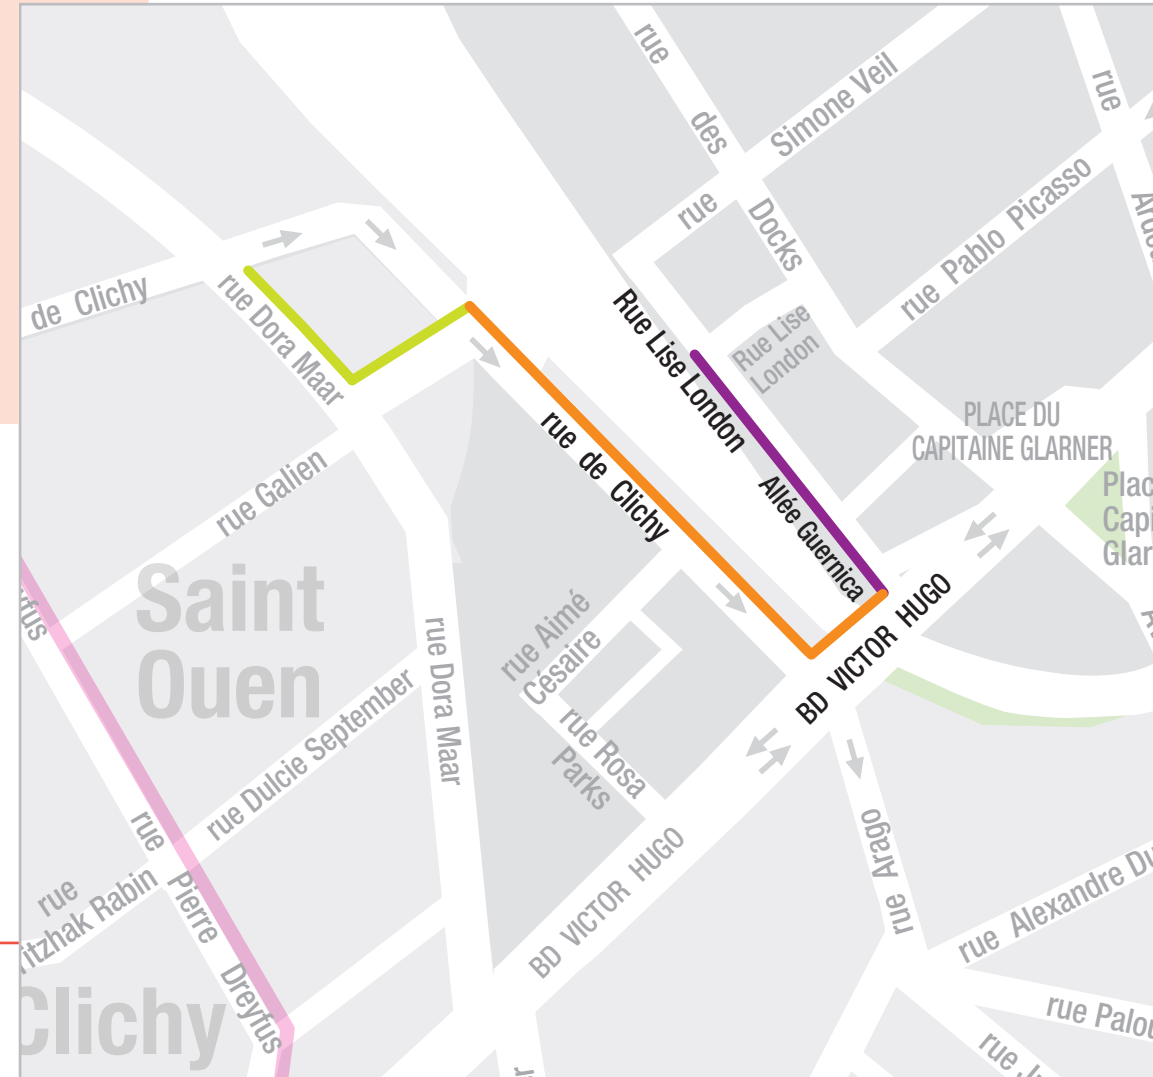 rue
des
Docks
rue
Simone Veil
rue
rue Pablo Picasso
de Clichy
rue Dora Maar
Rue Lise London
Rue Lise
London
PLACE DU
CAPITAINE GLARNER
rue de Clichy
Allée Guernica
rue Galien
BD VICTOR HUGO
Saint
Ouen
rue Aimé
Césaire
rue Dora Maar
rue Dulcie September
rue Rosa
Parks
rue
Pierre
Dreyfus
rue
BD VICTOR HUGO
rue Arago
rue Alexandre
rue
Clichy
rue